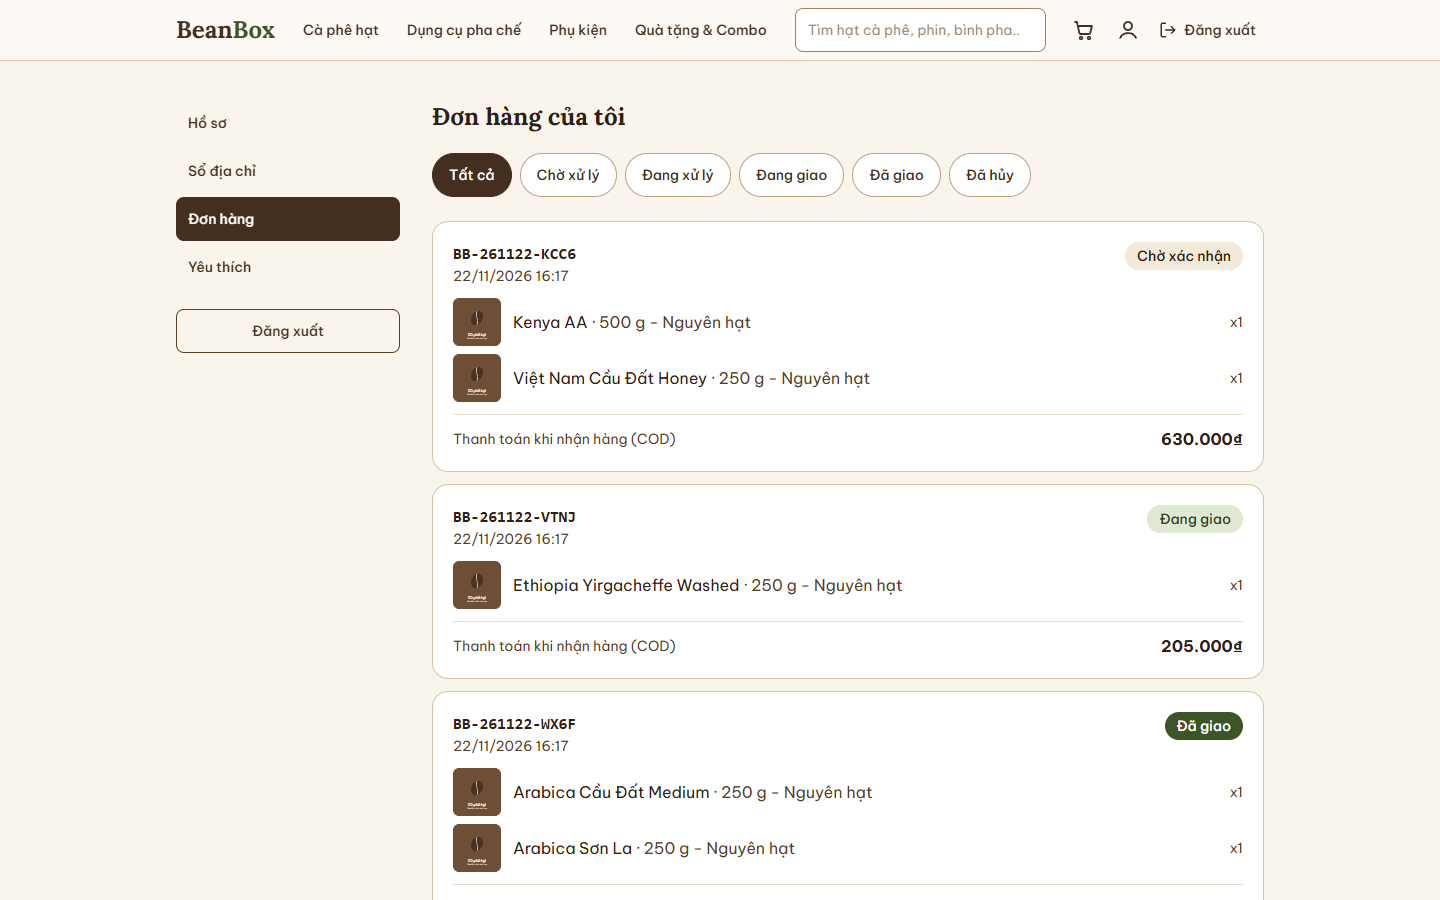 BeanBox
Cà phê hạt
Dụng cụ pha chế
Phụ kiện
Quà tặng & Combo
Tìm hạt cà phê, phin, bình pha..
Đăng xuất
Hồ sơ
Sổ địa chỉ
Đơn hàng
Yêu thích
Đăng xuất
Đơn hàng của tôi
Tất cả
Chờ xử lý
Đang xử lý
Đang giao
Đã giao
Đã hủy
BB-261122-KCC6
Chờ xác nhận
22/11/2026 16:17
Kenya AA · 500 g - Nguyên hạt
x1
Việt Nam Cầu Đất Honey · 250 g - Nguyên hạt
x1
Thanh toán khi nhận hàng (COD)
630.000₫
BB-261122-VTNJ
Đang giao
22/11/2026 16:17
Ethiopia Yirgacheffe Washed · 250 g - Nguyên hạt
x1
Thanh toán khi nhận hàng (COD)
205.000₫
BB-261122-WX6F
Đã giao
22/11/2026 16:17
Arabica Cầu Đất Medium · 250 g - Nguyên hạt
x1
Arabica Sơn La · 250 g - Nguyên hạt
x1